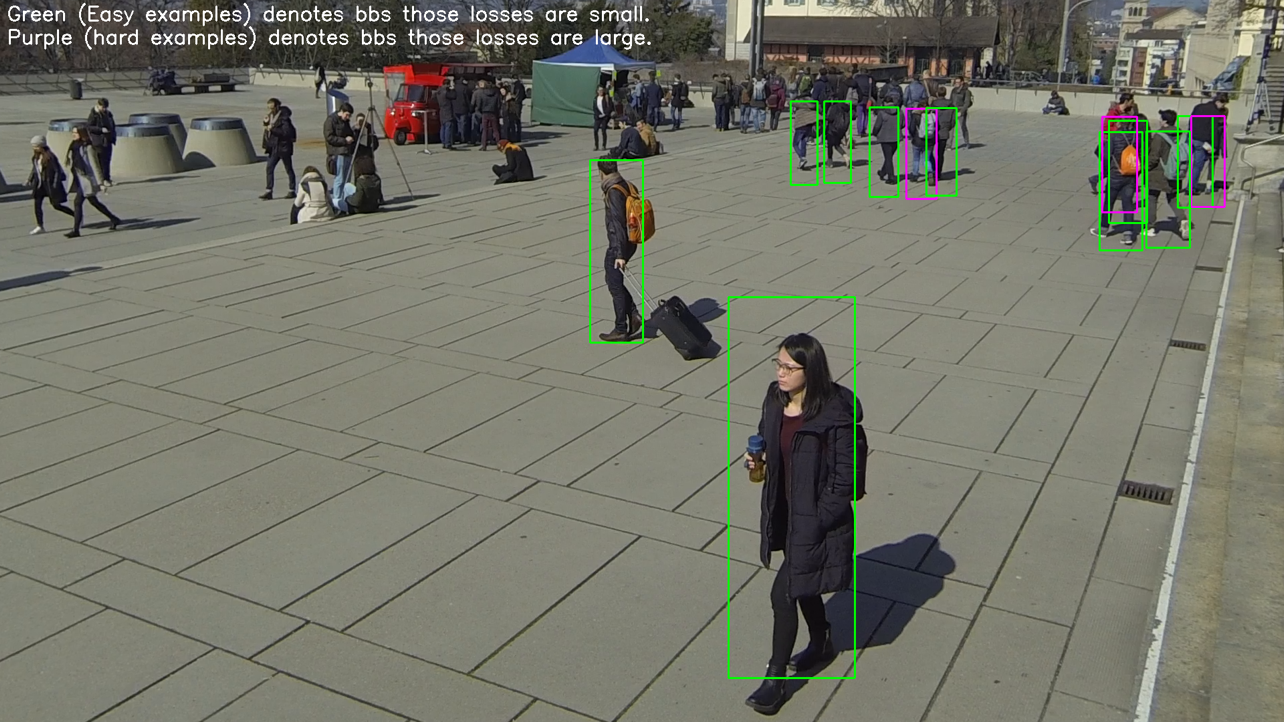 Green (Easy examples) denotes bbs those losses are small.
Purple (hard examples) denotes bbs those losses are large.